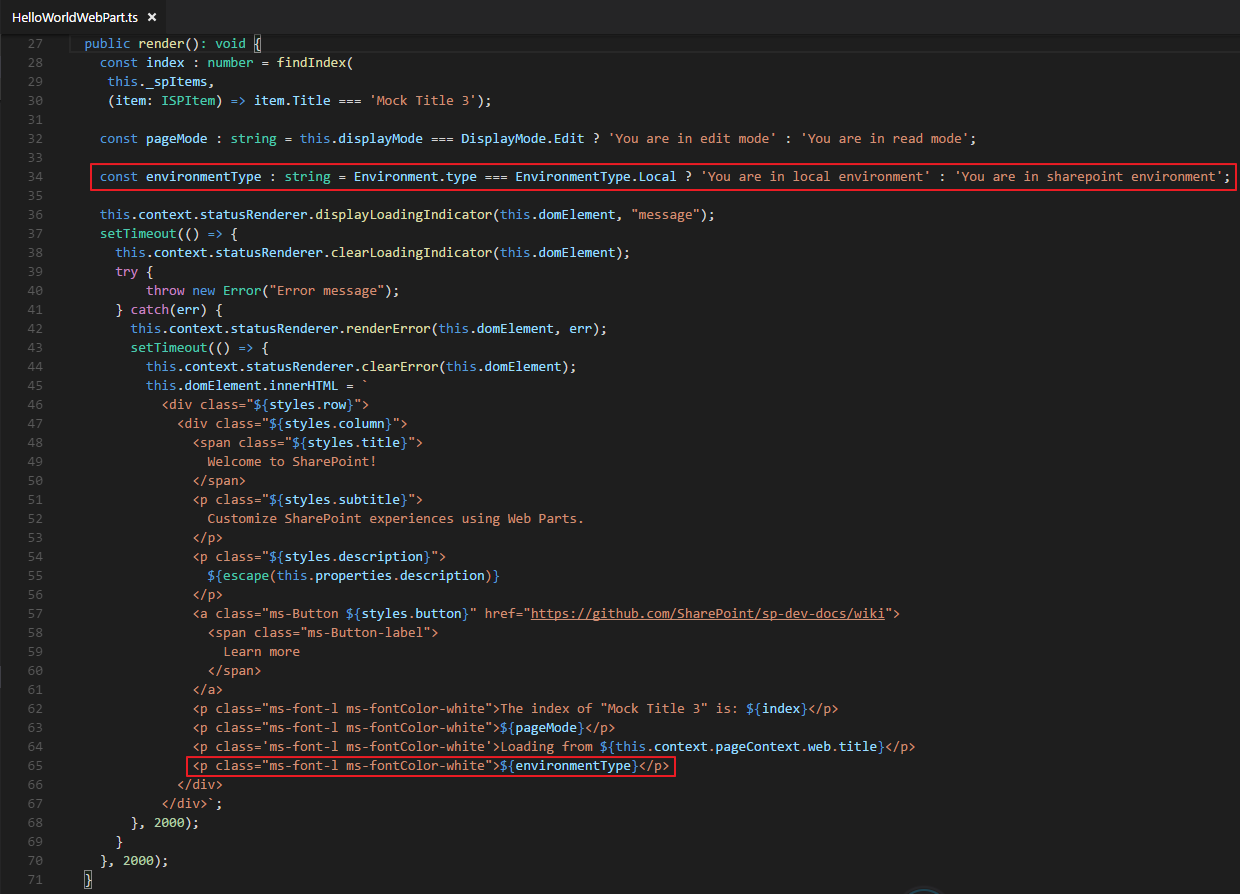 HelloWorldWebPart.ts ×
27 public render(): void {
28 const index : number = findIndex(
29 this._spItems,
30 (item: ISPItem) => item.Title === 'Mock Title 3');
31
32 const pageMode : string = this.displayMode === DisplayMode.Edit ? 'You are in edit mode' : 'You are in read mode';
33
34 const environmentType : string = Environment.type === EnvironmentType.Local ? 'You are in local environment' : 'You are in sharepoint environment';
35
36 this.context.statusRenderer.displayLoadingIndicator(this.domElement, "message");
37 setTimeout(() => {
38 this.context.statusRenderer.clearLoadingIndicator(this.domElement);
39 try {
40 throw new Error("Error message");
41 } catch(err) {
42 this.context.statusRenderer.renderError(this.domElement, err);
43 setTimeout(() => {
44 this.context.statusRenderer.clearError(this.domElement);
45 this.domElement.innerHTML = `
46 <div class="${styles.row}">
47 <div class="${styles.column}">
48 <span class="${styles.title}">
49 Welcome to SharePoint!
50 </span>
51 <p class="${styles.subtitle}">
52 Customize SharePoint experiences using Web Parts.
53 </p>
54 <p class="${styles.description}">
55 ${escape(this.properties.description)}
56 </p>
57 <a class="ms-Button ${styles.button}" href="https://github.com/SharePoint/sp-dev-docs/wiki">
58 <span class="ms-Button-label">
59 Learn more
60 </span>
61 </a>
62 <p class="ms-font-l ms-fontColor-white">The index of "Mock Title 3" is: ${index}</p>
63 <p class="ms-font-l ms-fontColor-white">${pageMode}</p>
64 <p class='ms-font-l ms-fontColor-white'>Loading from ${this.context.pageContext.web.title}</p>
65 <p class="ms-font-l ms-fontColor-white">${environmentType}</p>
66 </div>
67 </div>`;
68 }, 2000);
69 }
70 }, 2000);
71 }